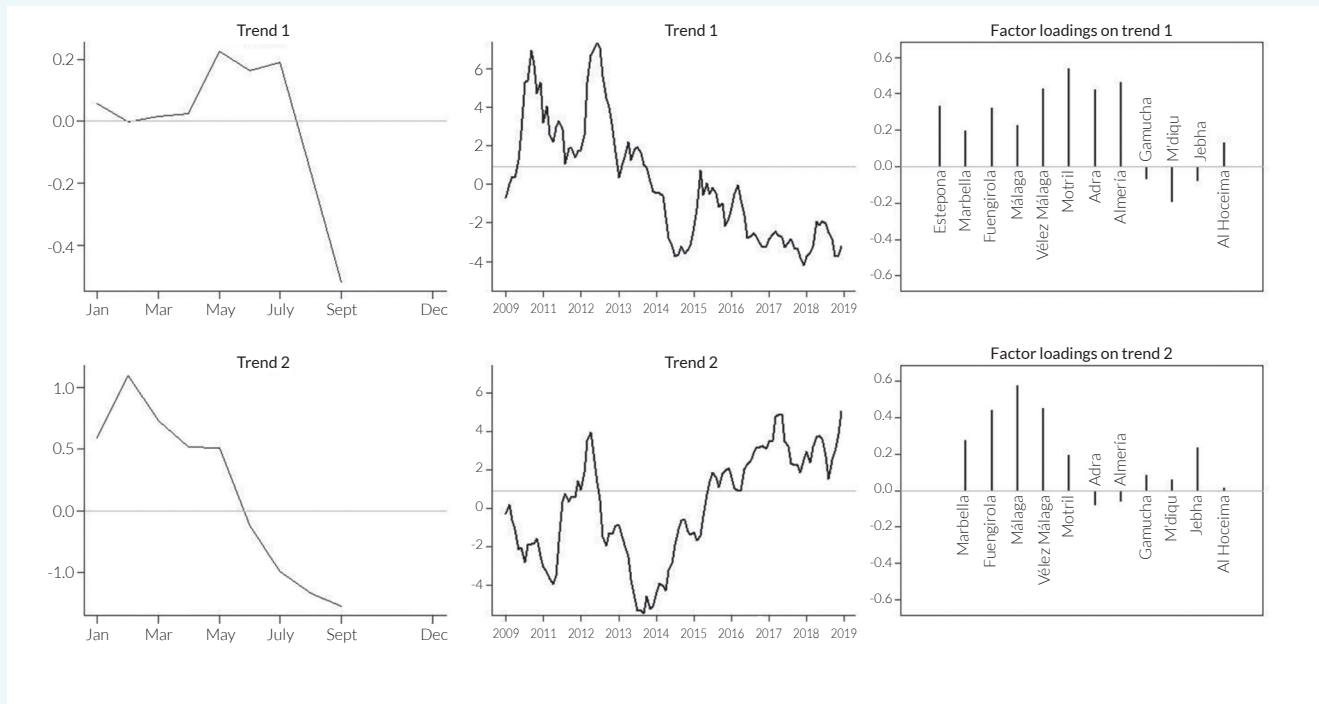 Trend 1
0.2
0.0
-0.2
-0.4
Jan Mar May July Sept Dec
Trend 1
6
4
2
0
-2
-4
2009 2011 2012 2013 2014 2015 2016 2017 2018 2019
Factor loadings on trend 1
0.6
0.4
0.2
0.0
-0.2
-0.4
-0.6
Estepona
Marbella
Fuengirola
Málaga
Vélez Málaga
Motril
Adra
Almería
Gamucha
M'diqu
Jebha
Al Hoceima
Trend 2
1.0
0.5
0.0
-1.0
Jan Mar May July Sept Dec
Trend 2
6
4
2
0
-2
-4
2009 2011 2012 2013 2014 2015 2016 2017 2018 2019
Factor loadings on trend 2
0.6
0.4
0.2
0.0
-0.2
-0.4
-0.6
Marbella
Fuengirola
Málaga
Vélez Málaga
Motril
Adra
Almería
Gamucha
M'diqu
Jebha
Al Hoceima